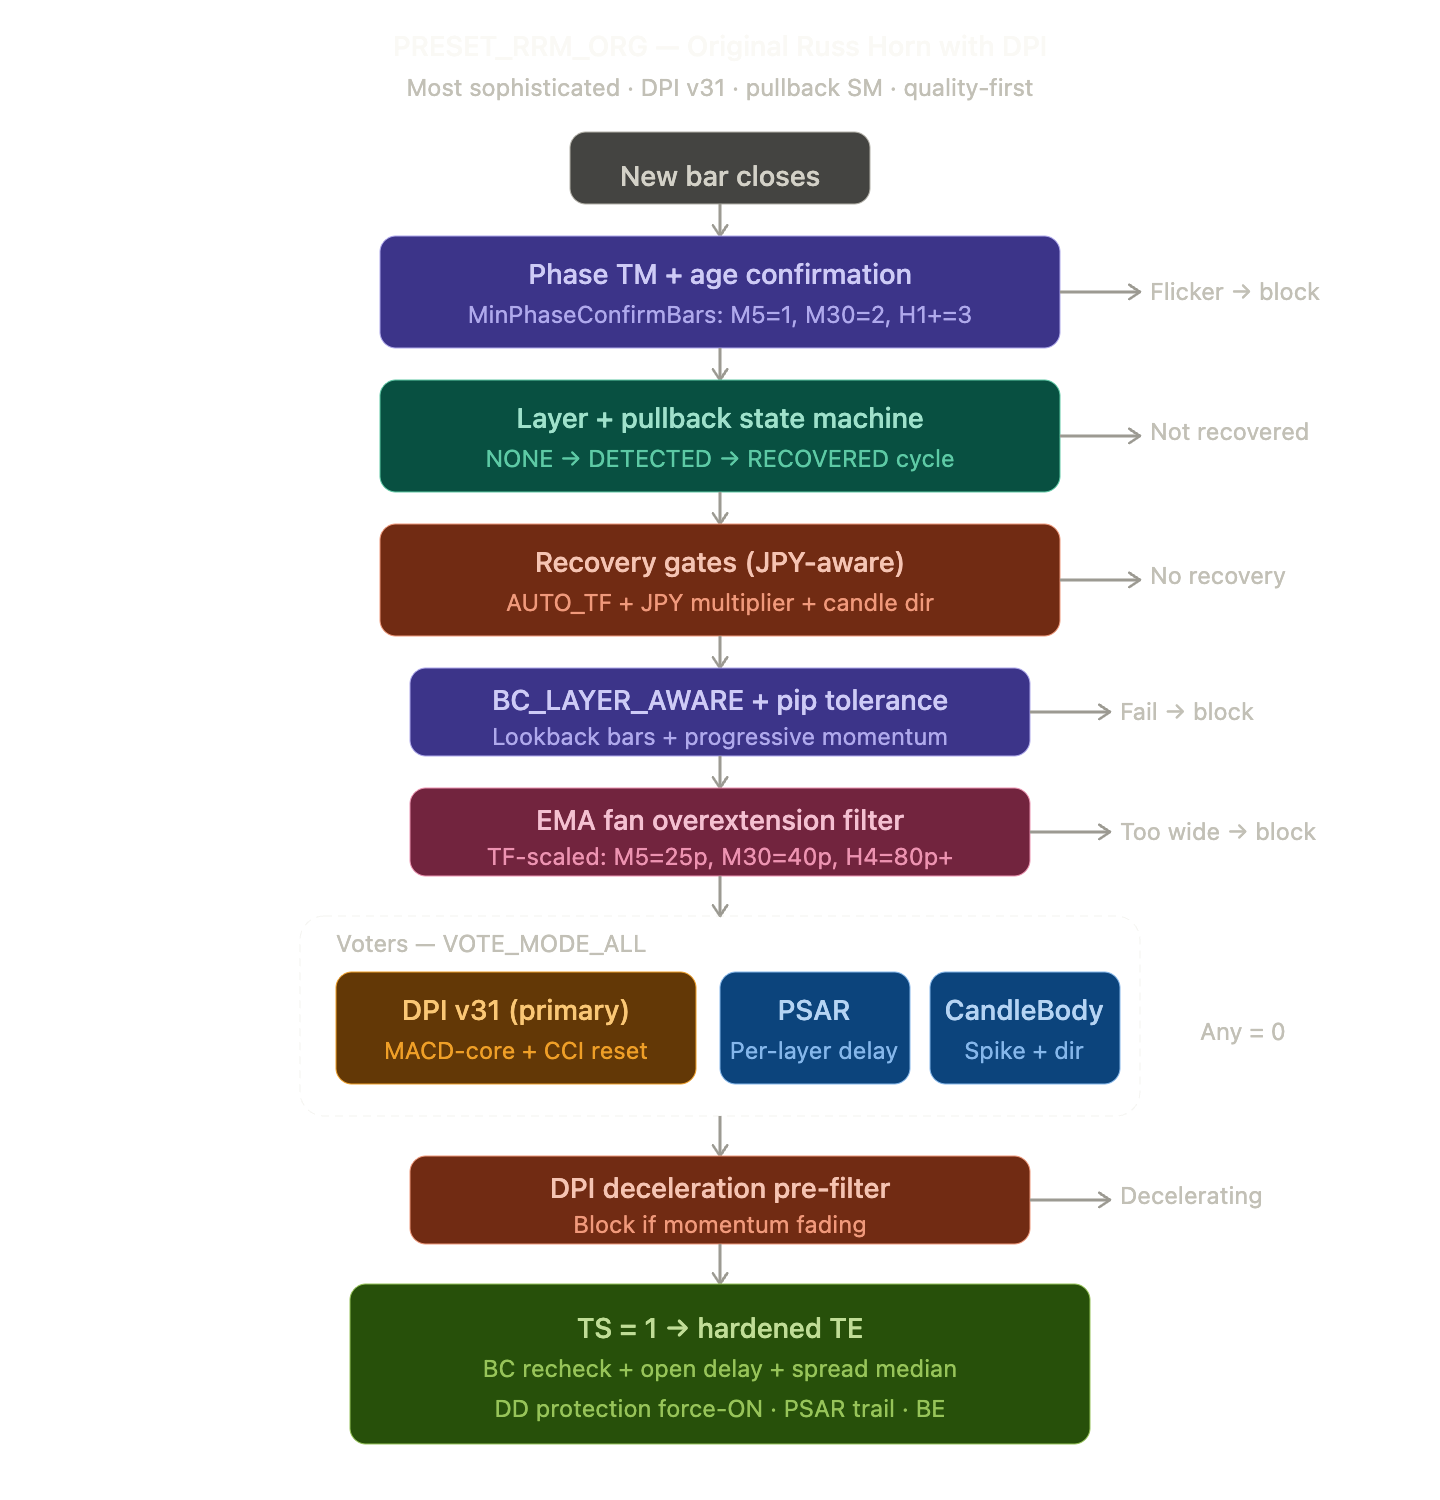 PRESET_RRM_ORG — Original Russ Horn with DPI
Most sophisticated · DPI v31 · pullback SM · quality-first
New bar closes
Phase TM + age confirmation
MinPhaseConfirmBars: M5=1, M30=2, H1+=3
Flicker → block
Layer + pullback state machine
NONE → DETECTED → RECOVERED cycle
Not recovered
Recovery gates (JPY-aware)
AUTO_TF + JPY multiplier + candle dir
No recovery
BC_LAYER_AWARE + pip tolerance
Lookback bars + progressive momentum
Fail → block
EMA fan overextension filter
TF-scaled: M5=25p, M30=40p, H4=80p+
Too wide → block
Voters — VOTE_MODE_ALL
DPI v31 (primary)
MACD-core + CCI reset
PSAR
Per-layer delay
CandleBody
Spike + dir
Any = 0
DPI deceleration pre-filter
Block if momentum fading
Decelerating
TS = 1 → hardened TE
BC recheck + open delay + spread median
DD protection force-ON · PSAR trail · BE